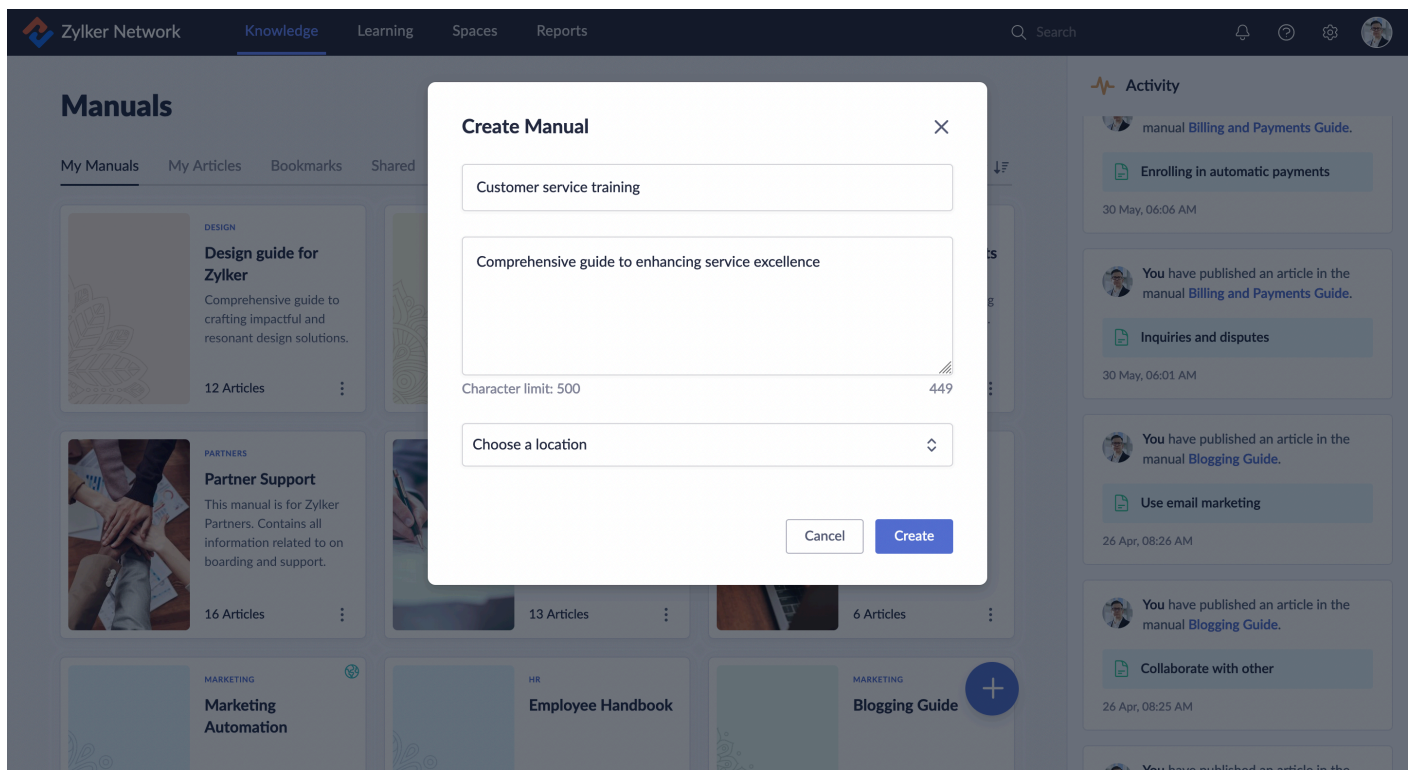 Zylker Network
Knowledge
Learning
Spaces
Reports
Search
Manuals
My Manuals
My Articles
Bookmarks
Shared
DESIGN
Design guide for
Zylker
Comprehensive guide to
crafting impactful and
resonant design solutions.
12 Articles
PARTNERS
Partner Support
This manual is for Zylker
Partners. Contains all
information related to on
boarding and support.
16 Articles
13 Articles
6 Articles
MARKETING
Marketing
Automation
HR
Employee Handbook
MARKETING
Blogging Guide
Create Manual
Customer service training
Comprehensive guide to enhancing service excellence
Character limit: 500
449
Choose a location
Cancel
Create
Activity
manual Billing and Payments Guide.
Enrolling in automatic payments
30 May, 06:06 AM
You have published an article in the
manual Billing and Payments Guide.
Inquiries and disputes
30 May, 06:01 AM
You have published an article in the
manual Blogging Guide.
Use email marketing
26 Apr, 08:26 AM
You have published an article in the
manual Blogging Guide.
Collaborate with other
26 Apr, 08:25 AM
You have published an article in the